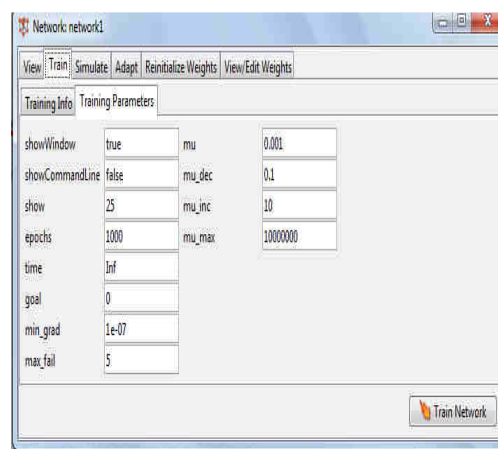 Network: network1
View Train Simulate Adapt Reinitialize Weights View/Edit Weights
Training Info Training Parameters
showWindow true mu 0.001
showCommandLine false mu_dec 0.1
show 25 mu_inc 10
epochs 1000 mu_max 10000000
time Inf
goal 0
min_grad 1e-07
max_fail 5
Train Network